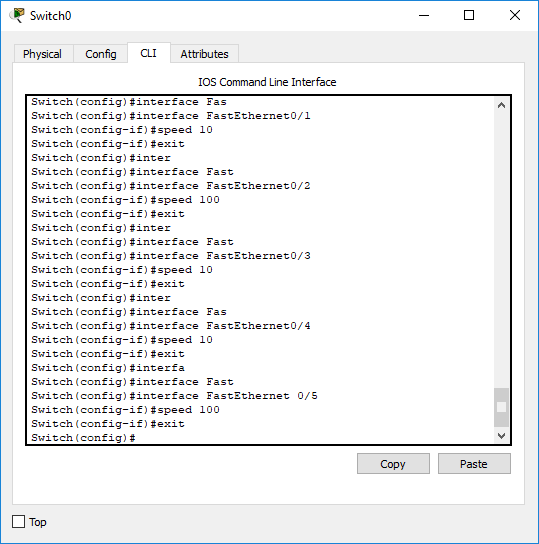 Switch0
Physical Config CLI Attributes
IOS Command Line Interface
Switch(config)#interface Fas
Switch(config)#interface FastEthernet0/1
Switch(config-if)#speed 10
Switch(config-if)#exit
Switch(config)#inter
Switch(config)#interface Fast
Switch(config)#interface FastEthernet0/2
Switch(config-if)#speed 100
Switch(config-if)#exit
Switch(config)#inter
Switch(config)#interface Fast
Switch(config)#interface FastEthernet0/3
Switch(config-if)#speed 10
Switch(config-if)#exit
Switch(config)#inter
Switch(config)#interface Fas
Switch(config)#interface FastEthernet0/4
Switch(config-if)#speed 10
Switch(config-if)#exit
Switch(config)#interfa
Switch(config)#interface Fast
Switch(config)#interface FastEthernet 0/5
Switch(config-if)#speed 100
Switch(config-if)#exit
Switch(config)#
Copy Paste
Top